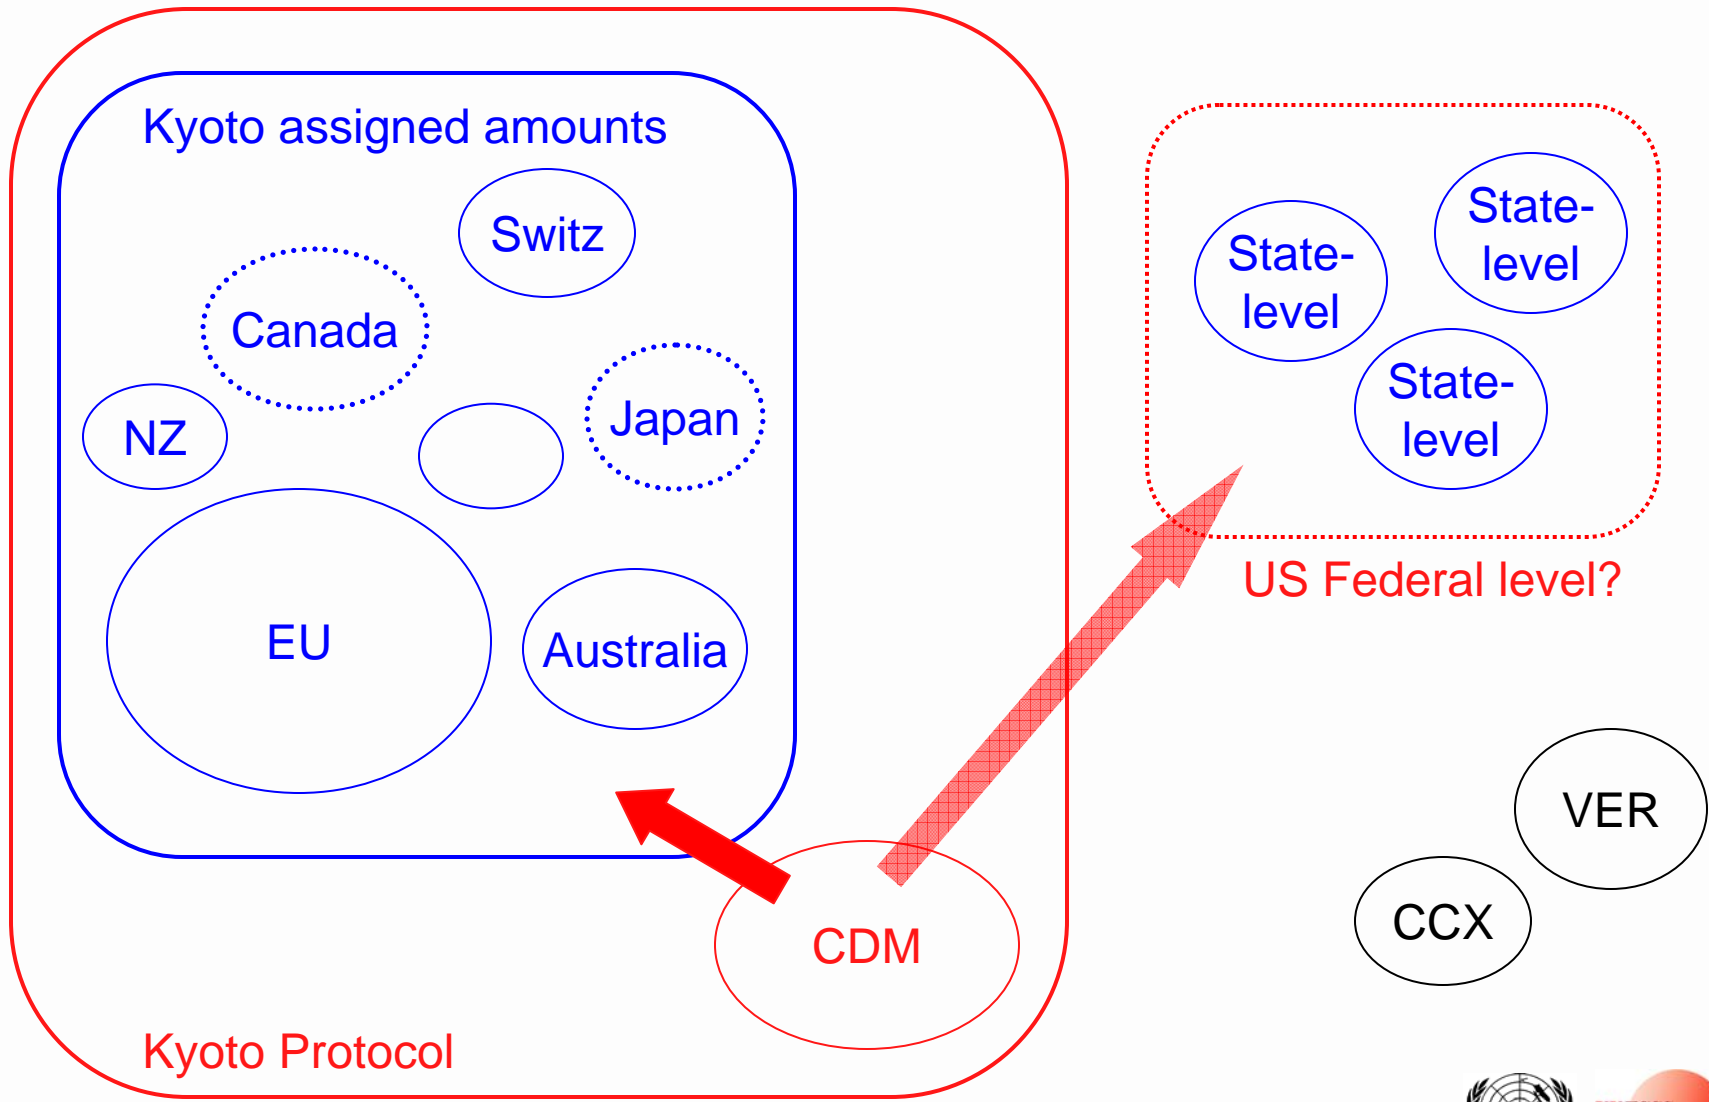 Kyoto assigned amounts
Switz
Canada
NZ
Japan
EU
Australia
CDM
Kyoto Protocol
State-
level
State-
level
State-
level
US Federal level?
VER
CCX